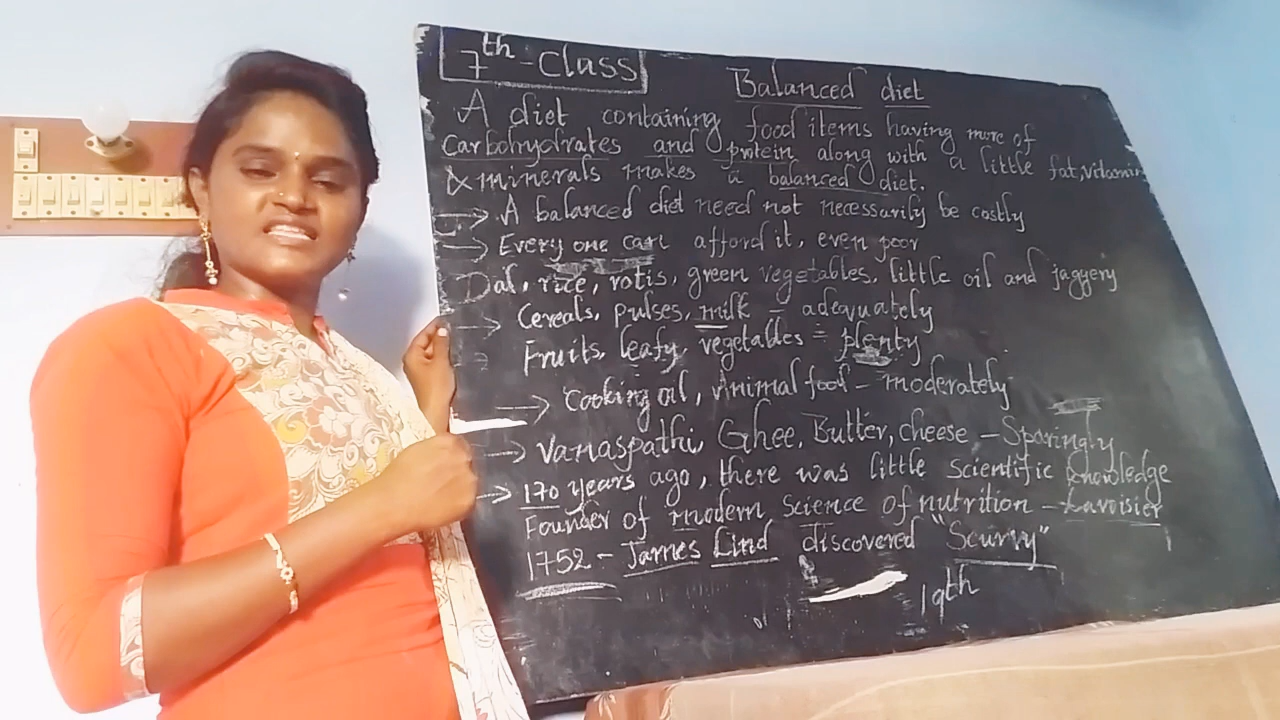 7th-Class
Balanced diet
A diet containing food items having more of
Carbohydrates and protein along with a little fat, vitamin
& minerals makes a balanced diet.
→ A balanced diet need not necessarily be costly
→ Every one can afford it, even poor
Dal, rice, rotis, green vegetables, little oil and jaggery
→ Cereals, pulses, milk - adequately
Fruits, leafy, vegetables - plenty
→ Cooking oil, Animal food - moderately
→ Vanaspathi, Ghee, Butter, cheese - Sparingly
→ 170 years ago, there was little scientific knowledge
Founder of modern science of nutrition - Lavoisier
1752 - James Lind discovered "Scurvy"
19th